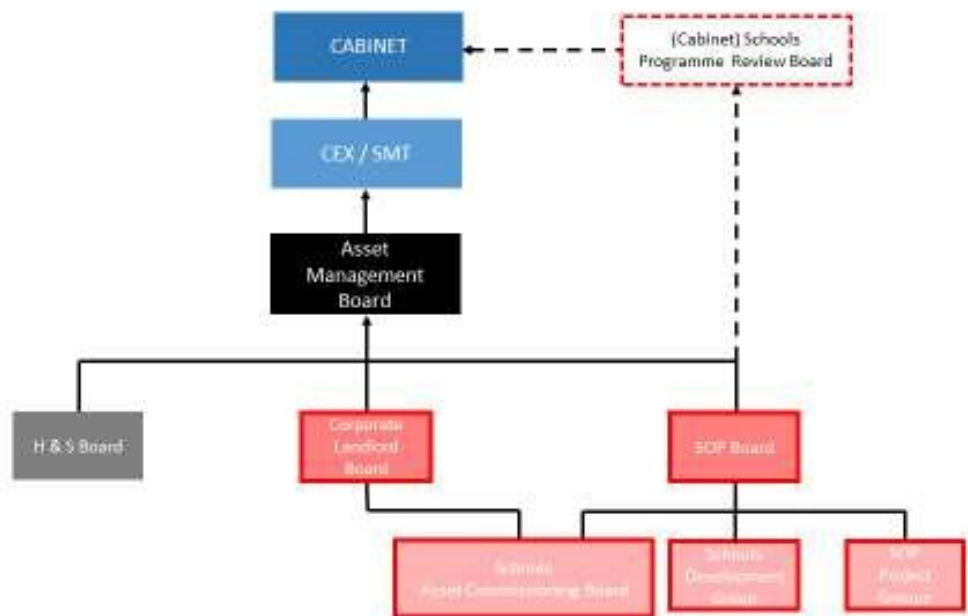 CABINET
(Cabinet) Schools
Programme Review Board
CEX / SMT
Asset
Management
Board
H & S Board
Corporate
Landlord
Board
SOP Board
Schools
Asset Commissioning Board
Schools
Development
Group
SOP
Project
Groups